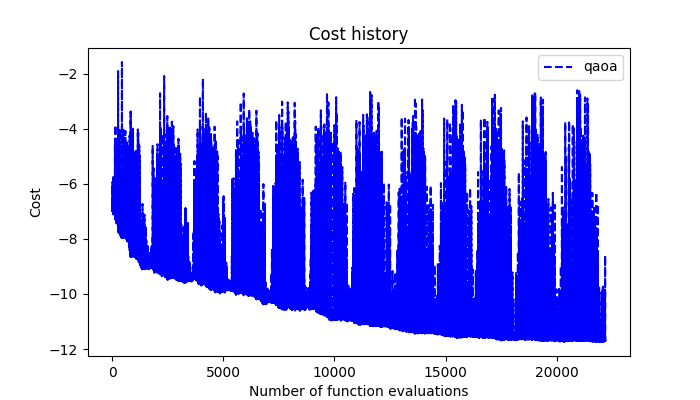 Cost history
qaoa
Cost
−2
−4
−6
−8
−10
−12
0 5000 10000 15000 20000
Number of function evaluations